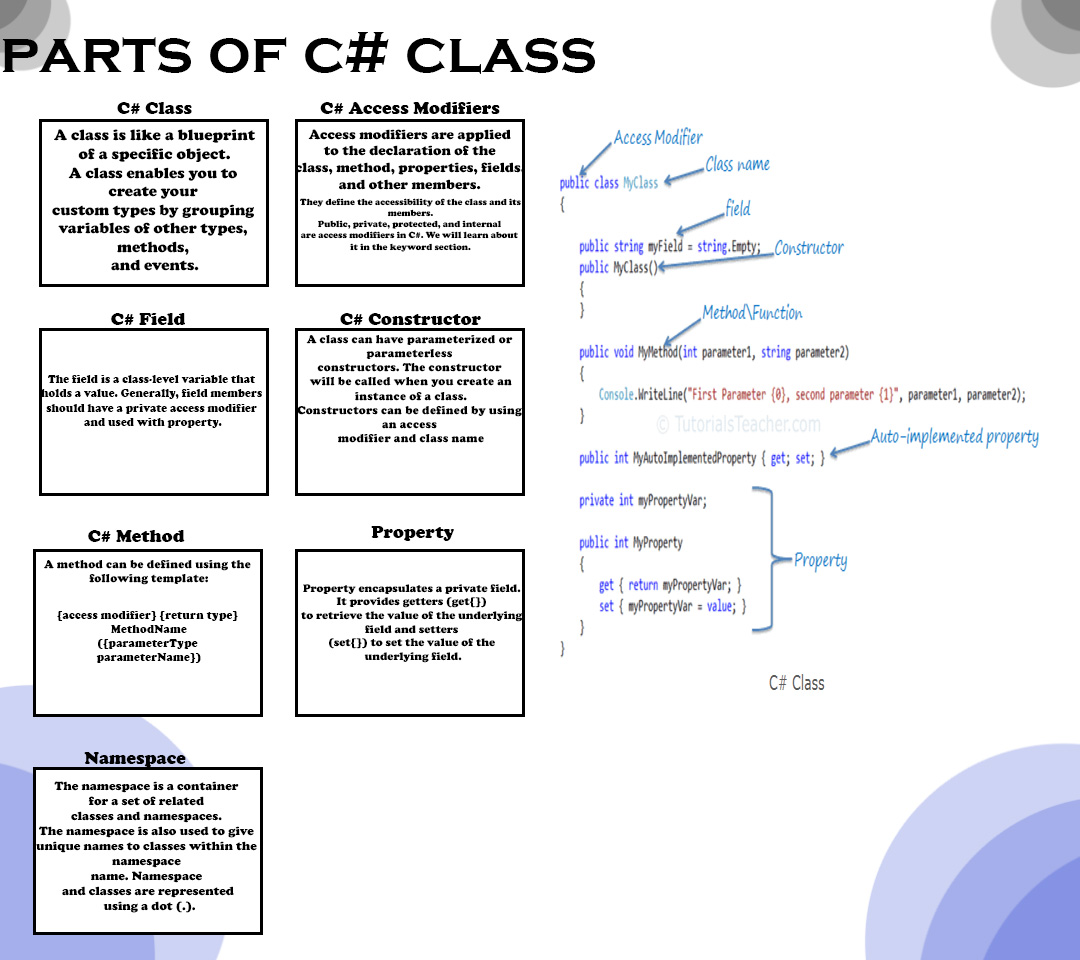 PARTS OF C# CLASS
C# Class
A class is like a blueprint
of a specific object.
A class enables you to
create your
custom types by grouping
variables of other types,
methods,
and events.
C# Access Modifiers
Access modifiers are applied
to the declaration of the
class, method, properties, fields,
and other members.
They define the accessibility of the class and its
members.
Public, private, protected, and internal
are access modifiers in C#. We will learn about
it in the keyword section.
C# Field
The field is a class-level variable that
holds a value. Generally, field members
should have a private access modifier
and used with property.
C# Constructor
A class can have parameterized or
parameterless
constructors. The constructor
will be called when you create an
instance of a class.
Constructors can be defined by using
an access
modifier and class name
C# Method
A method can be defined using the
following template:
{access modifier} {return type}
MethodName
({parameterType
parameterName})
Property
Property encapsulates a private field.
It provides getters (get{})
to retrieve the value of the underlying
field and setters
(set{}) to set the value of the
underlying field.
Namespace
The namespace is a container
for a set of related
classes and namespaces.
The namespace is also used to give
unique names to classes within the
namespace
name. Namespace
and classes are represented
using a dot (.).
Access Modifier
Class name
public class MyClass
{
field
public string myField = string.Empty;
Constructor
public MyClass()
{
}
Method\Function
public void MyMethod(int parameter1, string parameter2)
{
Console.WriteLine("First Parameter {0}, second parameter {1}", parameter1, parameter2);
}
© TutorialsTeacher.com
Auto-implemented property
public int MyAutoImplementedProperty { get; set; }
private int myPropertyVar;
public int MyProperty
{
Property
get { return myPropertyVar; }
set { myPropertyVar = value; }
}
}
C# Class